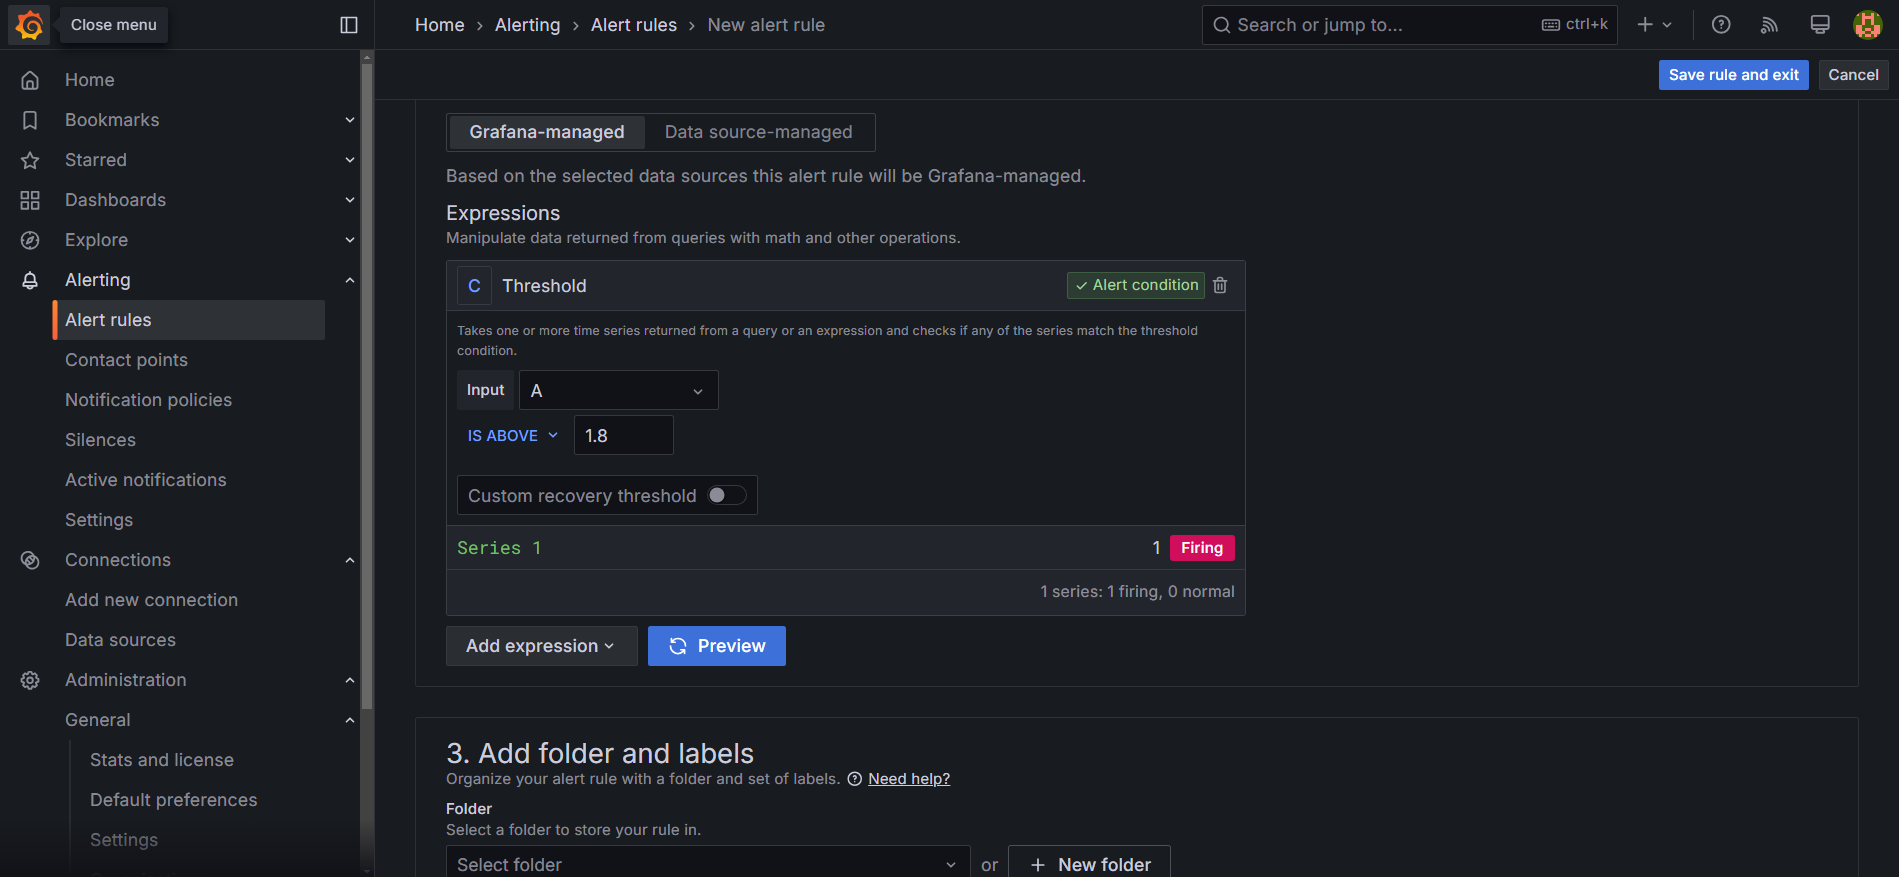 Close menu
Home › Alerting › Alert rules › New alert rule
Search or jump to...
ctrl+k
Save rule and exit
Cancel
Home
Bookmarks
Starred
Dashboards
Explore
Alerting
Alert rules
Contact points
Notification policies
Silences
Active notifications
Settings
Connections
Add new connection
Data sources
Administration
General
Stats and license
Default preferences
Settings
Grafana-managed
Data source-managed
Based on the selected data sources this alert rule will be Grafana-managed.
Expressions
Manipulate data returned from queries with math and other operations.
C Threshold
Alert condition
Takes one or more time series returned from a query or an expression and checks if any of the series match the threshold
condition.
Input A
IS ABOVE 1.8
Custom recovery threshold
Series 1
1 Firing
1 series: 1 firing, 0 normal
Add expression
Preview
3. Add folder and labels
Organize your alert rule with a folder and set of labels. Need help?
Folder
Select a folder to store your rule in.
Select folder
or
+ New folder